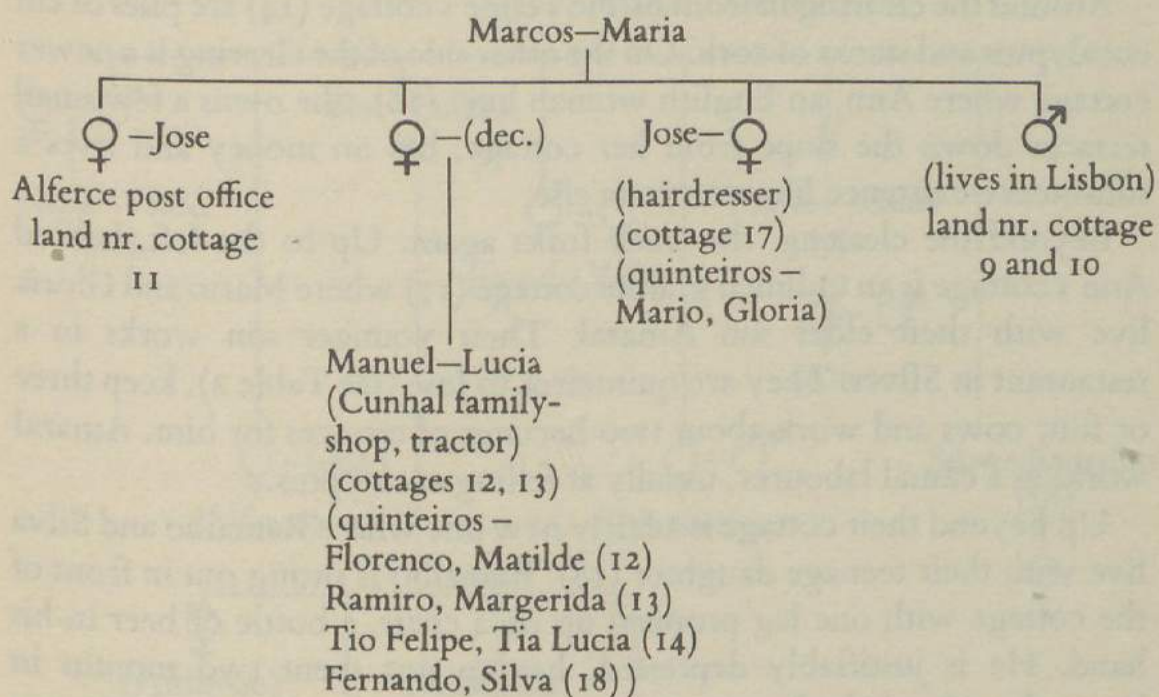 Marcos—Maria
♀ –Jose
Alferce post office
land nr. cottage
11
♀ –(dec.)
Manuel—Lucia
(Cunhal family-
shop, tractor)
(cottages 12, 13)
(quinteiros –
Florenco, Matilde (12)
Ramiro, Margerida (13)
Tio Felipe, Tia Lucia (14)
Fernando, Silva (18))
Jose– ♀
(hairdresser)
(cottage 17)
(quinteiros –
Mario, Gloria)
♂
(lives in Lisbon)
land nr. cottage
9 and 10